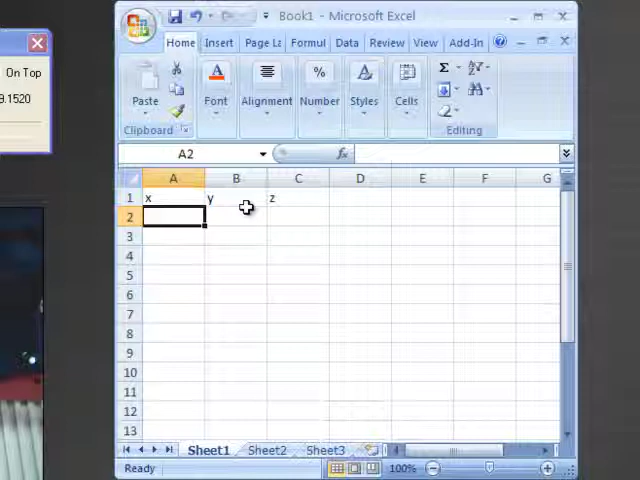 Book1 - Microsoft Excel
On Top
9.1520
Home Insert Page La Formul Data Review View Add-In
Paste Font Alignment Number Styles Cells
Clipboard Editing
A2 fx
A B C D E F G
1 x y z
2
3
4
5
6
7
8
9
10
11
12
13
Sheet1 Sheet2 Sheet3
Ready 100%